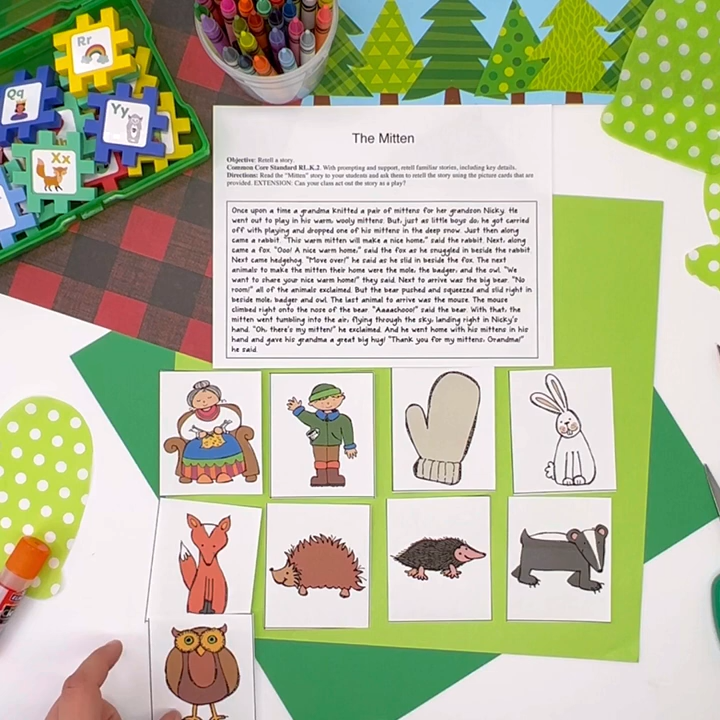 Rr
Qq
Yy
Xx
The Mitten
Objective: Retell a story.
Common Core Standard RL.K.2. With prompting and support, retell familiar stories, including key details.
Directions: Read the "Mitten" story to your students and ask them to retell the story using the picture cards that are
provided. EXTENSION: Can your class act out the story as a play?
Once upon a time a grandma knitted a pair of mittens for her grandson, Nicky. He
went out to play in his warm, wooly mittens. But, just as little boys do, he got carried
off with playing and dropped one of his mittens in the deep snow. Just then along
came a rabbit. "This warm mitten will make a nice home," said the rabbit. Next, along
came a fox. "Ooo! A nice warm home," said the fox as he snuggled in beside the rabbit.
Next came hedgehog. "Move over!" he said as he slid in beside the fox. The next
animals to make the mitten their home were the mole, the badger, and the owl. "We
want to share your nice warm home!" they said. Next to arrive was the big bear. "No
room!" all of the animals exclaimed. But the bear pushed and squeezed and slid right in
beside mole, badger and owl. The last animal to arrive was the mouse. The mouse
climbed right onto the nose of the bear. "Aaaachooo!" said the bear. With that, the
mitten went tumbling into the air, flying through the sky, landing right in Nicky's
hand. "Oh, there's my mitten!" he exclaimed. And he went home with his mittens in his
hand and gave his grandma a great big hug! "Thank you for my mittens, Grandma!"
he said.